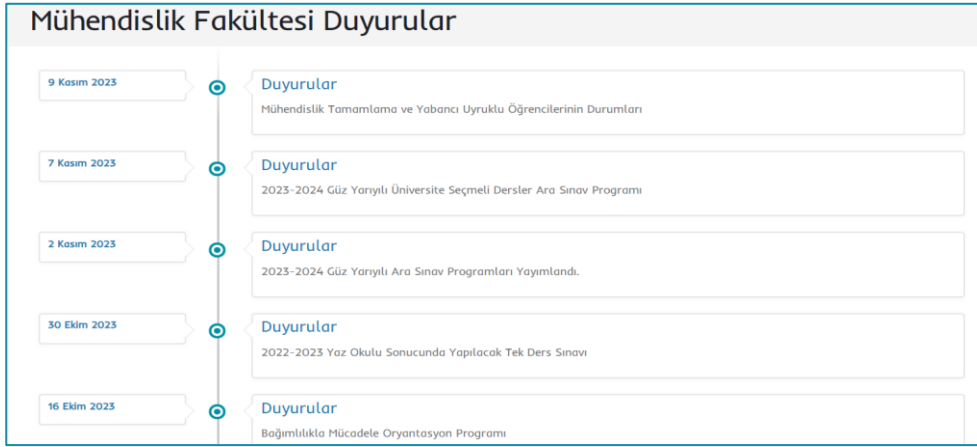 Mühendislik Fakültesi Duyurular
9 Kasım 2023
Duyurular
Mühendislik Tamamlama ve Yabancı Uyruklu Öğrencilerinin Durumları
7 Kasım 2023
Duyurular
2023-2024 Güz Yarıyılı Üniversite Seçmeli Dersler Ara Sınav Programı
2 Kasım 2023
Duyurular
2023-2024 Güz Yarıyılı Ara Sınav Programları Yayımlandı.
30 Ekim 2023
Duyurular
2022-2023 Yaz Okulu Sonucunda Yapılacak Tek Ders Sınavı
16 Ekim 2023
Duyurular
Bağımlılıkla Mücadele Oryantasyon Programı